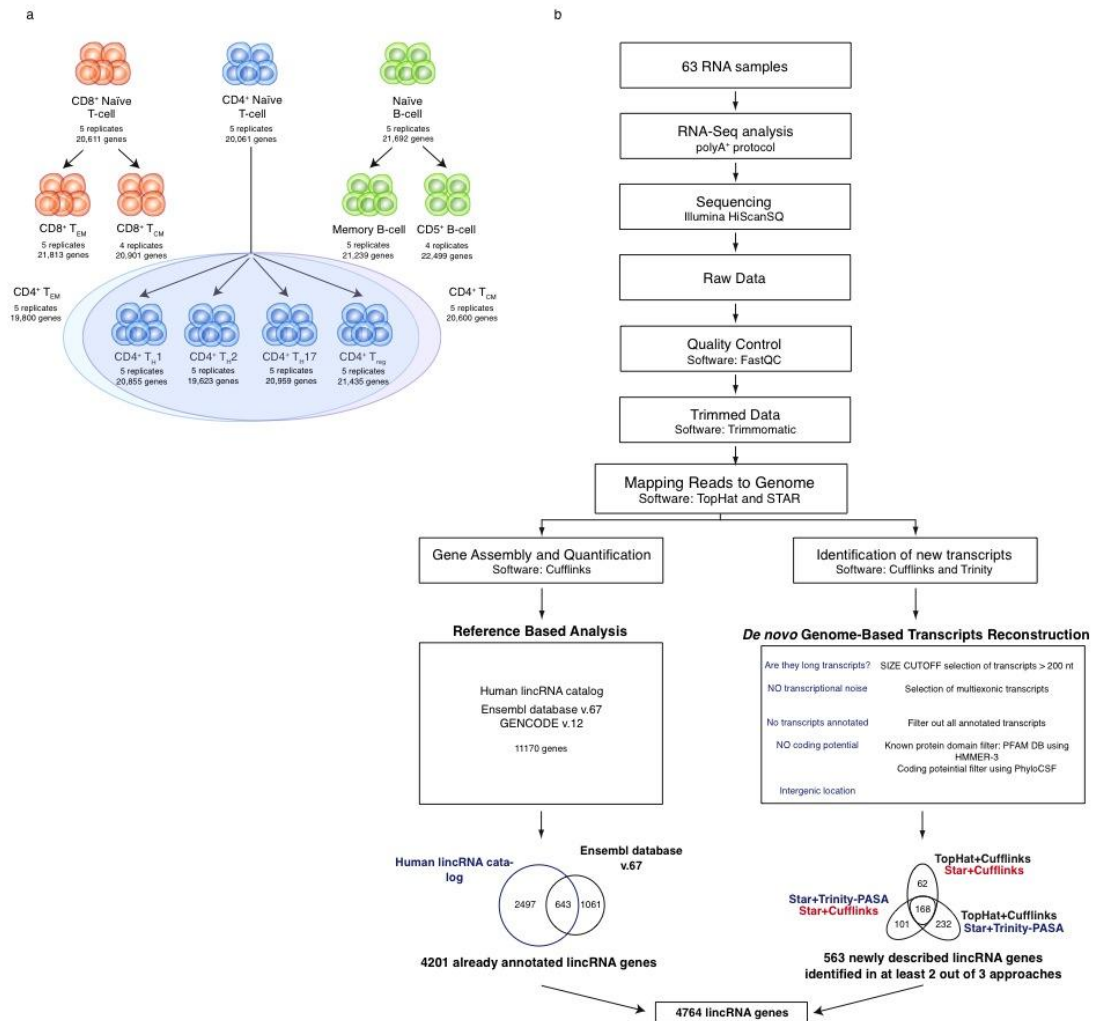 a
CD8⁺ Naïve
T-cell
5 replicates
20,611 genes
CD4⁺ Naïve
T-cell
5 replicates
20,061 genes
Naïve
B-cell
5 replicates
21,692 genes
CD8⁺ TEM
5 replicates
21,813 genes
CD8⁺ TCM
4 replicates
20,901 genes
Memory B-cell
5 replicates
21,239 genes
CD5⁺ B-cell
4 replicates
22,499 genes
CD4⁺ TEM
5 replicates
19,800 genes
CD4⁺ TCM
5 replicates
20,600 genes
CD4⁺ TH1
5 replicates
20,855 genes
CD4⁺ TH2
5 replicates
19,623 genes
CD4⁺ TH17
5 replicates
20,959 genes
CD4⁺ Treg
5 replicates
21,435 genes
b
63 RNA samples
RNA-Seq analysis
polyA⁺ protocol
Sequencing
Illumina HiScanSQ
Raw Data
Quality Control
Software: FastQC
Trimmed Data
Software: Trimmomatic
Mapping Reads to Genome
Software: TopHat and STAR
Gene Assembly and Quantification
Software: Cufflinks
Identification of new transcripts
Software: Cufflinks and Trinity
Reference Based Analysis
Human lincRNA catalog
Ensembl database v.67
GENCODE v.12
11170 genes
De novo Genome-Based Transcripts Reconstruction
Are they long transcripts? SIZE CUTOFF selection of transcripts > 200 nt
NO transcriptional noise Selection of multiexonic transcripts
No transcripts annotated Filter out all annotated transcripts
NO coding potential Known protein domain filter: PFAM DB using
HMMER-3
Coding poteintial filter using PhyloCSF
Intergenic location
Human lincRNA cata-
log
Ensembl database
v.67
2497 643 1061
4201 already annotated lincRNA genes
TopHat+Cufflinks
Star+Cufflinks
Star+Trinity-PASA
Star+Cufflinks
TopHat+Cufflinks
Star+Trinity-PASA
62
168
101 232
563 newly described lincRNA genes
identified in at least 2 out of 3 approaches
4764 lincRNA genes